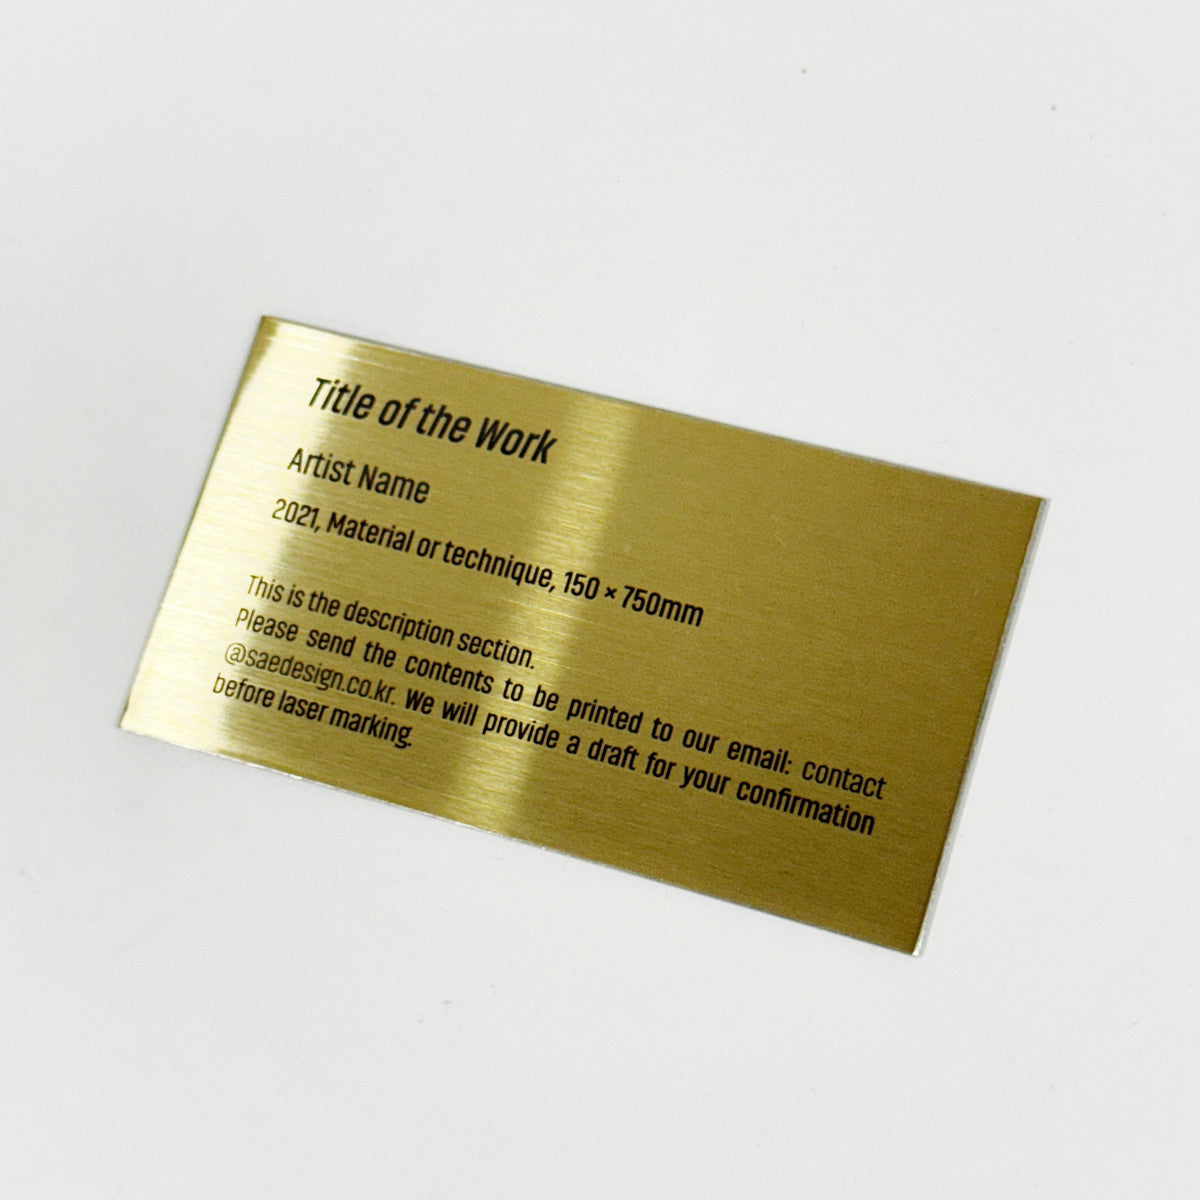 Title of the Work
Artist Name
2021, Material or technique, 150 × 750mm
This is the description section.
Please send the contents to be printed to our email: contact
@saedesign.co.kr. We will provide a draft for your confirmation
before laser marking.